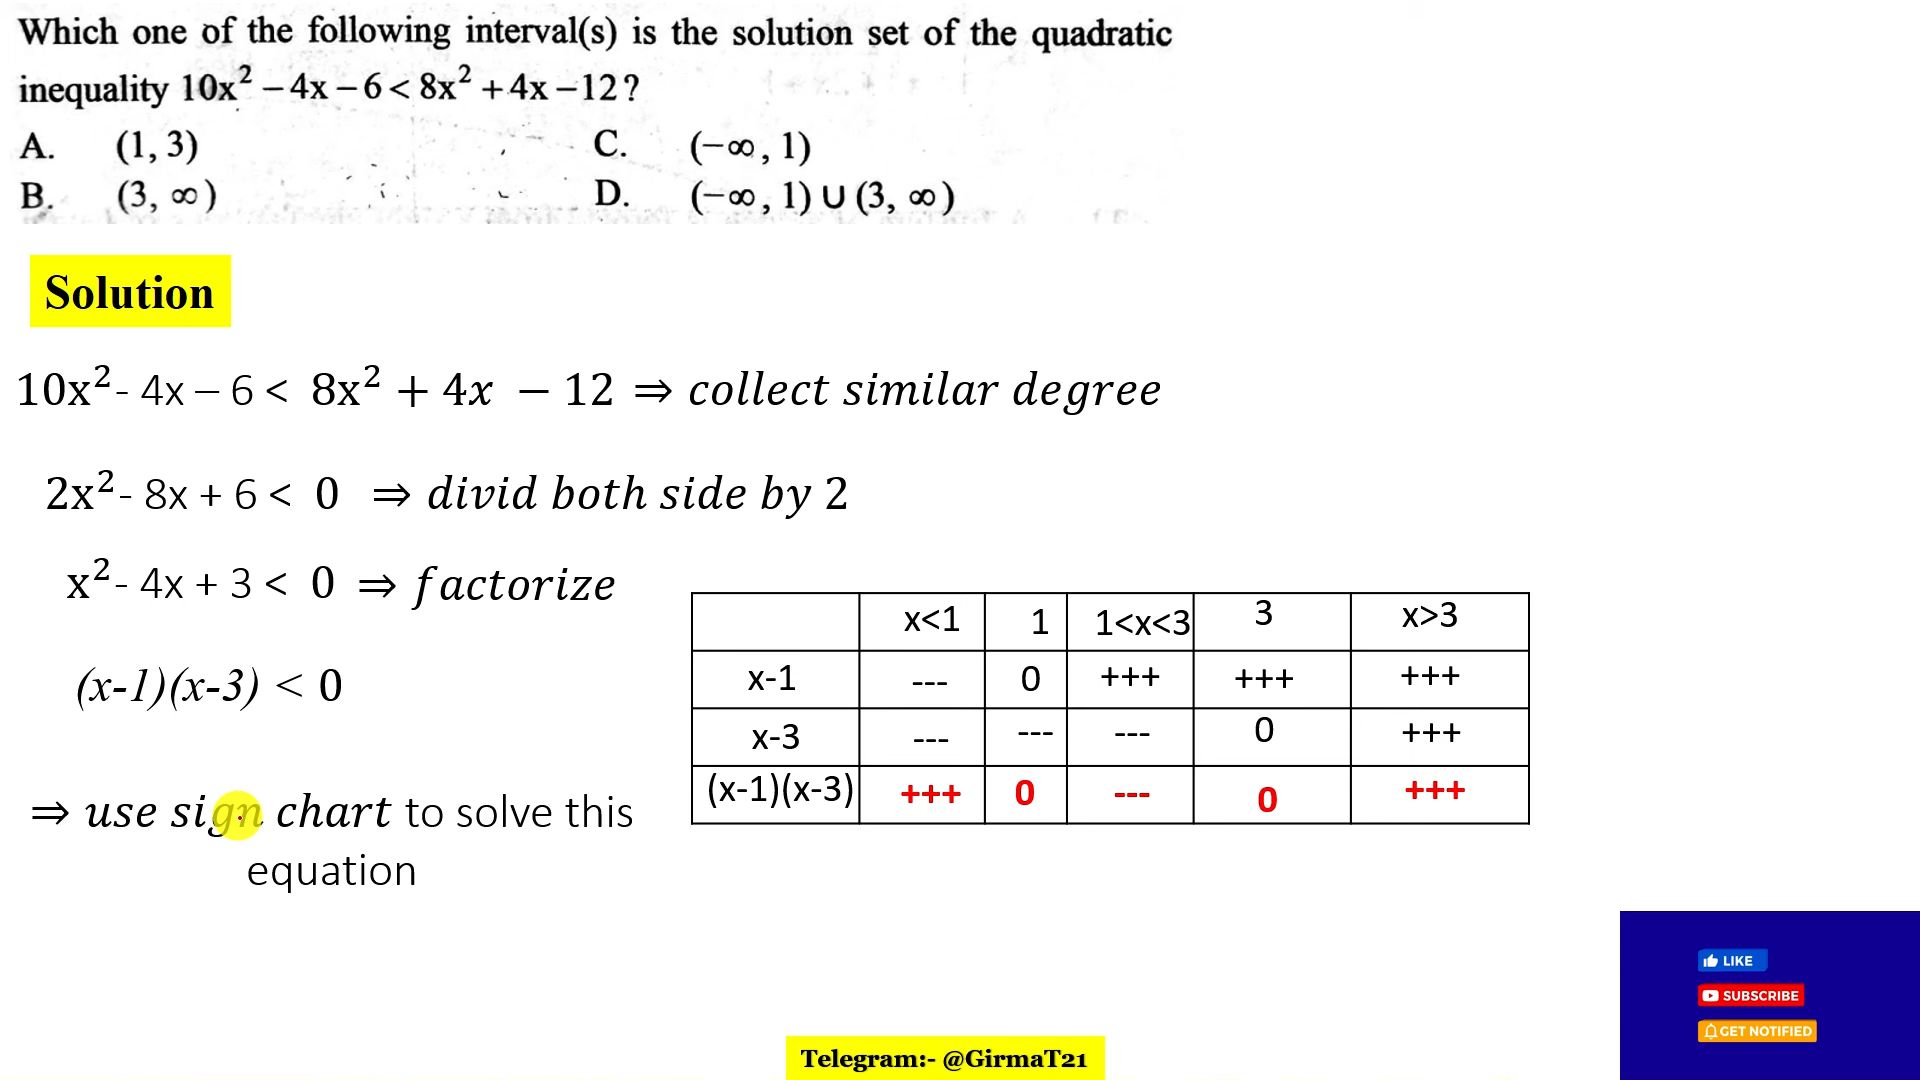 Which one of the following interval(s) is the solution set of the quadratic
inequality 10x² – 4x – 6 < 8x² + 4x – 12 ?
A. (1, 3) C. (–∞, 1)
B. (3, ∞) D. (–∞, 1) ∪ (3, ∞)
Solution
10x²- 4x – 6 < 8x² + 4x − 12 ⇒ collect similar degree
2x²- 8x + 6 < 0 ⇒ divid both side by 2
x²- 4x + 3 < 0 ⇒ factorize
(x-1)(x-3) < 0
⇒ use sign chart to solve this
equation
x<1 1 1<x<3 3 x>3
x-1 --- 0 +++ +++ +++
x-3 --- --- --- 0 +++
(x-1)(x-3) +++ 0 --- 0 +++
LIKE
SUBSCRIBE
GET NOTIFIED
Telegram:- @GirmaT21